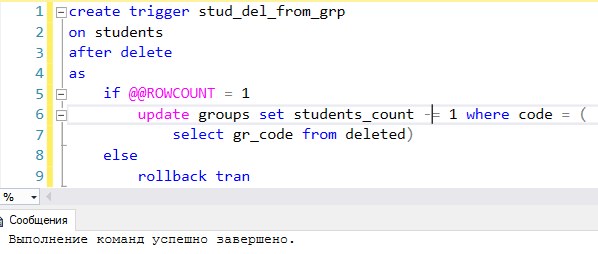 1 create trigger stud_del_from_grp
2 on students
3 after delete
4 as
5 if @@ROWCOUNT = 1
6 update groups set students_count -= 1 where code = (
7 select gr_code from deleted)
8 else
9 rollback tran
%
Сообщения
Выполнение команд успешно завершено.